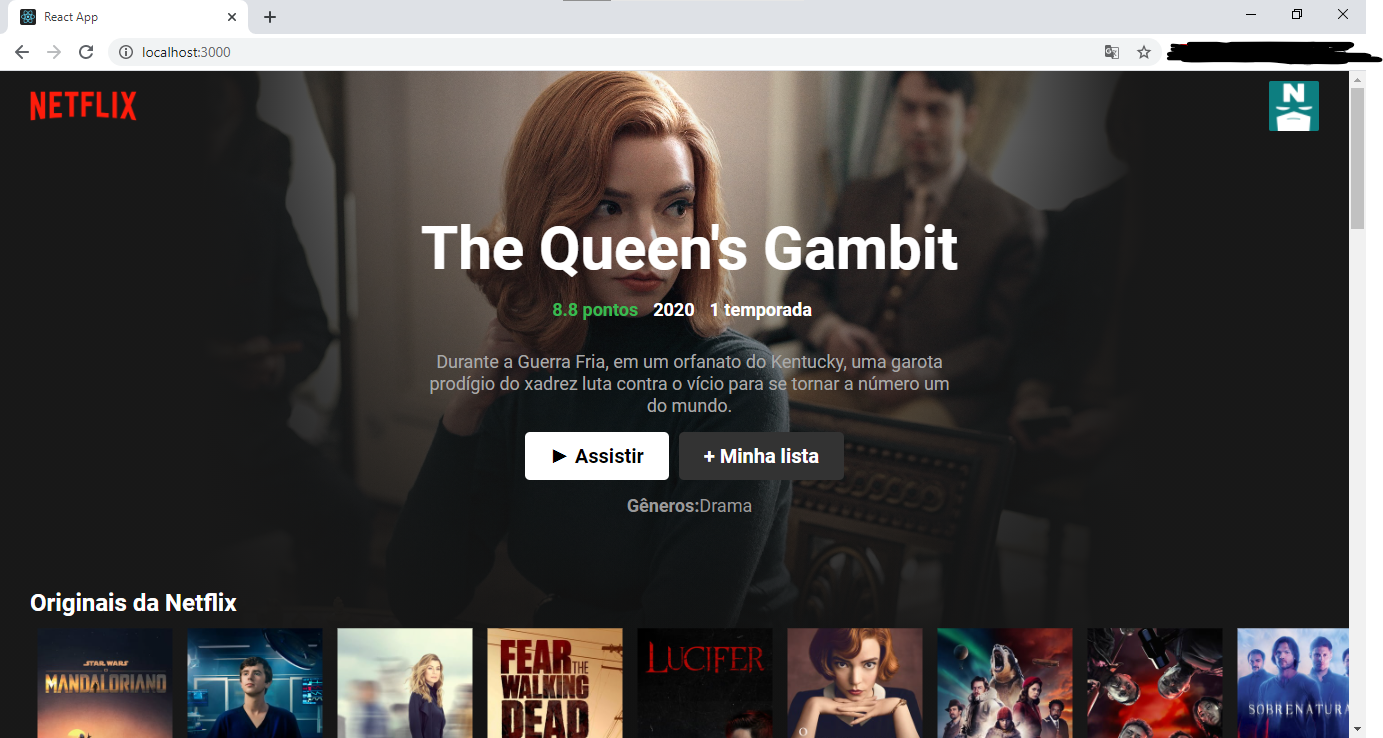 React App
localhost:3000
NETFLIX
N
The Queen's Gambit
8.8 pontos 2020 1 temporada
Durante a Guerra Fria, em um orfanato do Kentucky, uma garota
prodígio do xadrez luta contra o vício para se tornar a número um
do mundo.
► Assistir + Minha lista
Gêneros:Drama
Originais da Netflix
STAR WARS
MANDALORIANO
FEAR THE
WALKING
DEAD
LUCIFER
O
SOBRENATURA